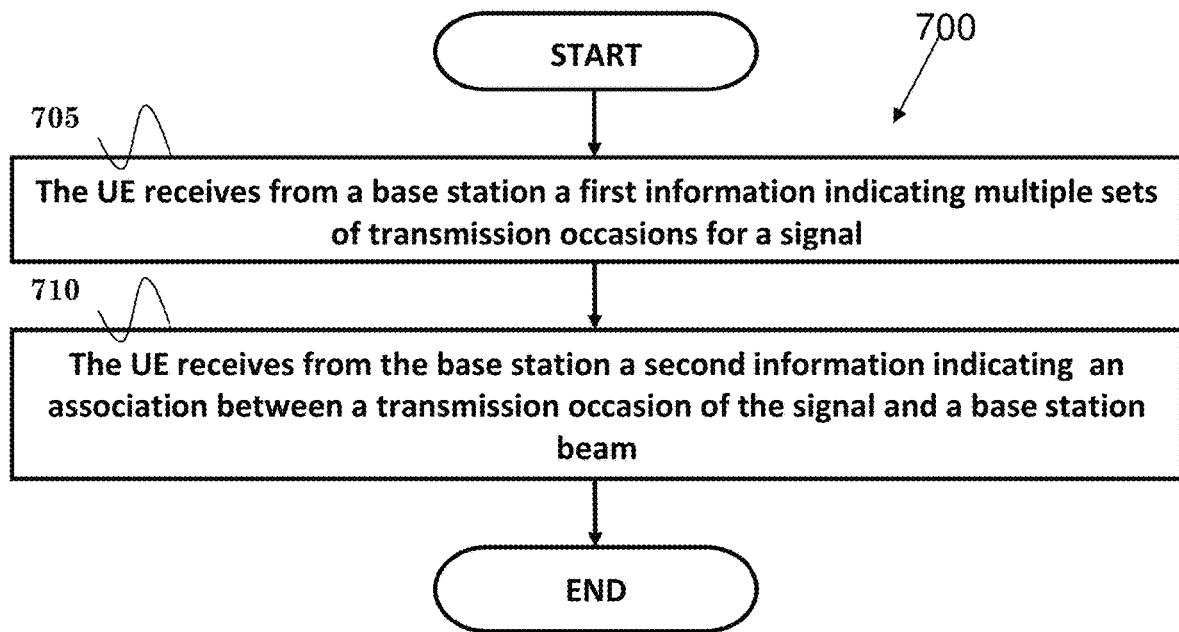 START
700
705
The UE receives from a base station a first information indicating multiple sets
of transmission occasions for a signal
710
The UE receives from the base station a second information indicating an
association between a transmission occasion of the signal and a base station
beam
END